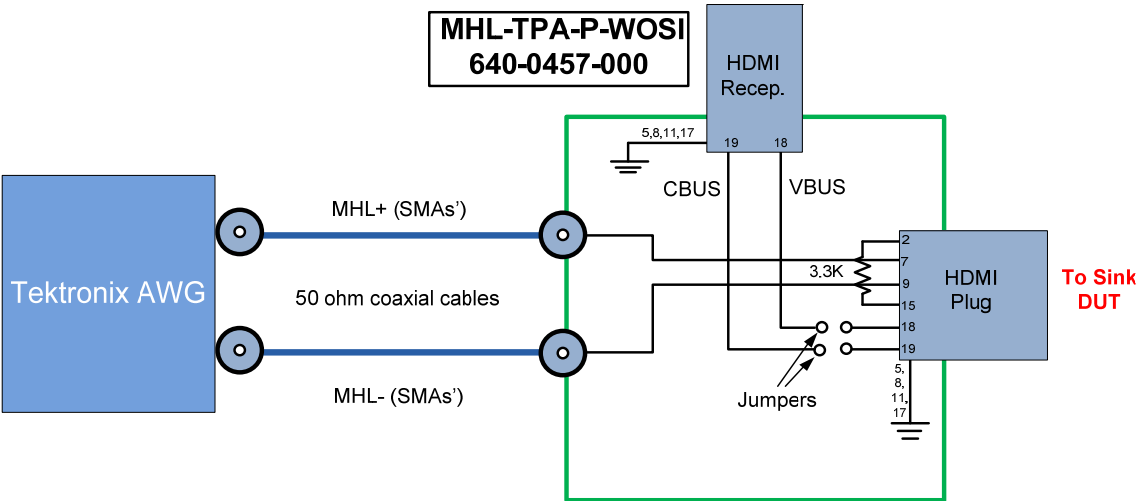 MHL-TPA-P-WOSI
640-0457-000
HDMI
Recep.
5,8,11,17
19
18
CBUS
VBUS
MHL+ (SMAs’)
Tektronix AWG
50 ohm coaxial cables
MHL- (SMAs’)
3.3K
2
7
9
15
18
19
HDMI
Plug
To Sink
DUT
Jumpers
5,
8,
11,
17